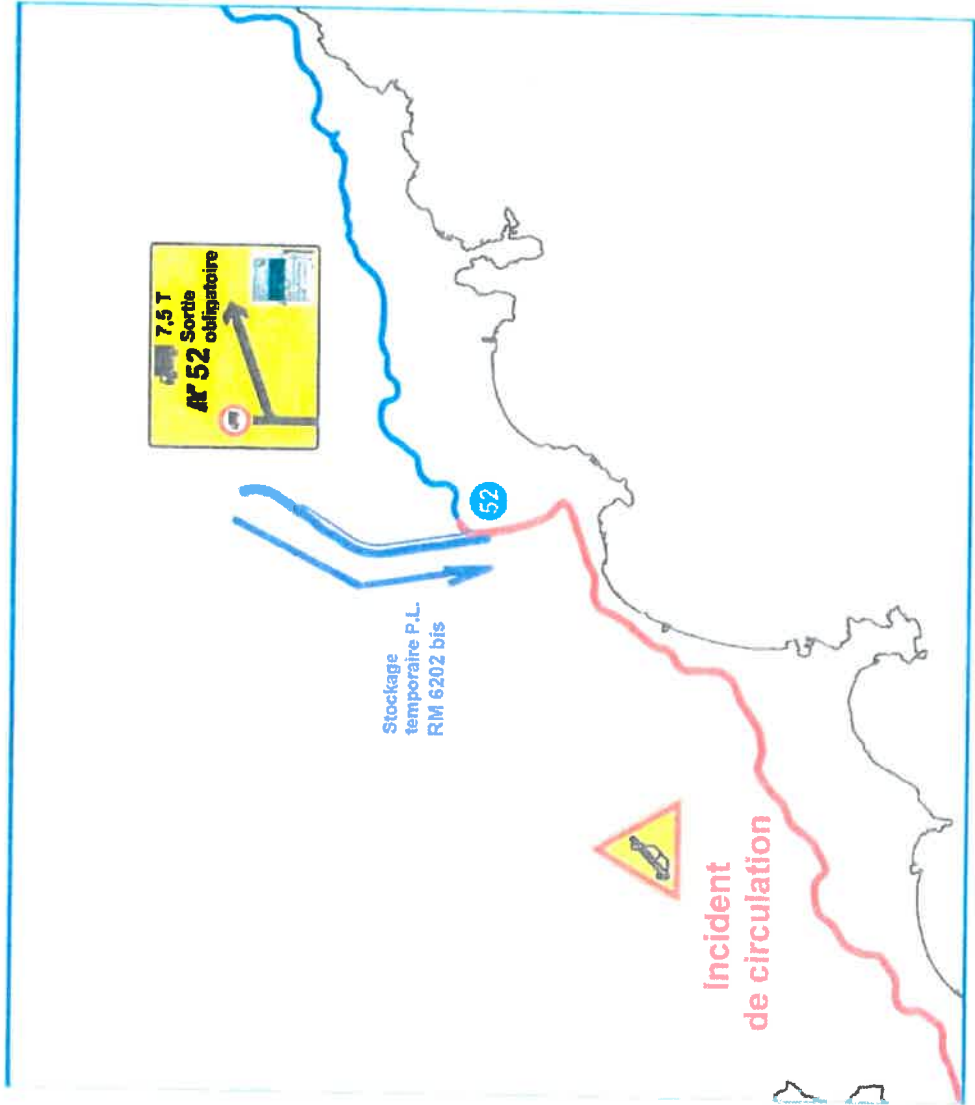 7,5 T
N° 52 Sortie
obligatoire
52
Stockage
temporaire P.L.
RM 6202 bis
Incident
de circulation